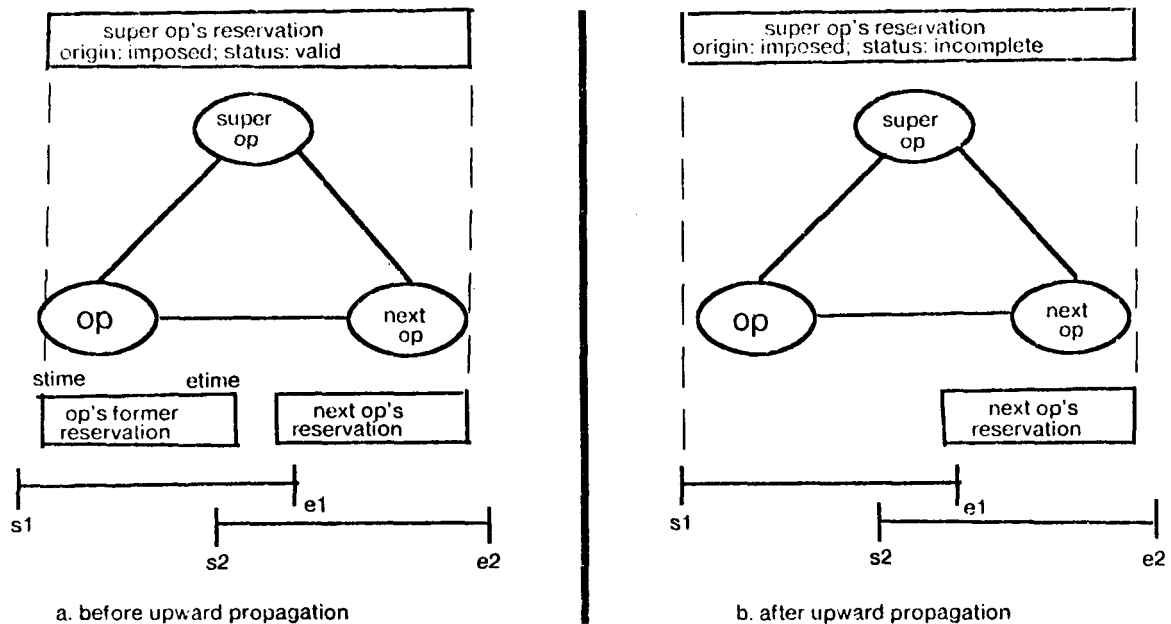 super op's reservation
origin: imposed; status: valid
super
op
op
next
op
stime
etime
op's former
reservation
next op's
reservation
s1
e1
s2
e2
a. before upward propagation
super op's reservation
origin: imposed; status: incomplete
super
op
op
next
op
next op's
reservation
s1
e1
s2
e2
b. after upward propagation